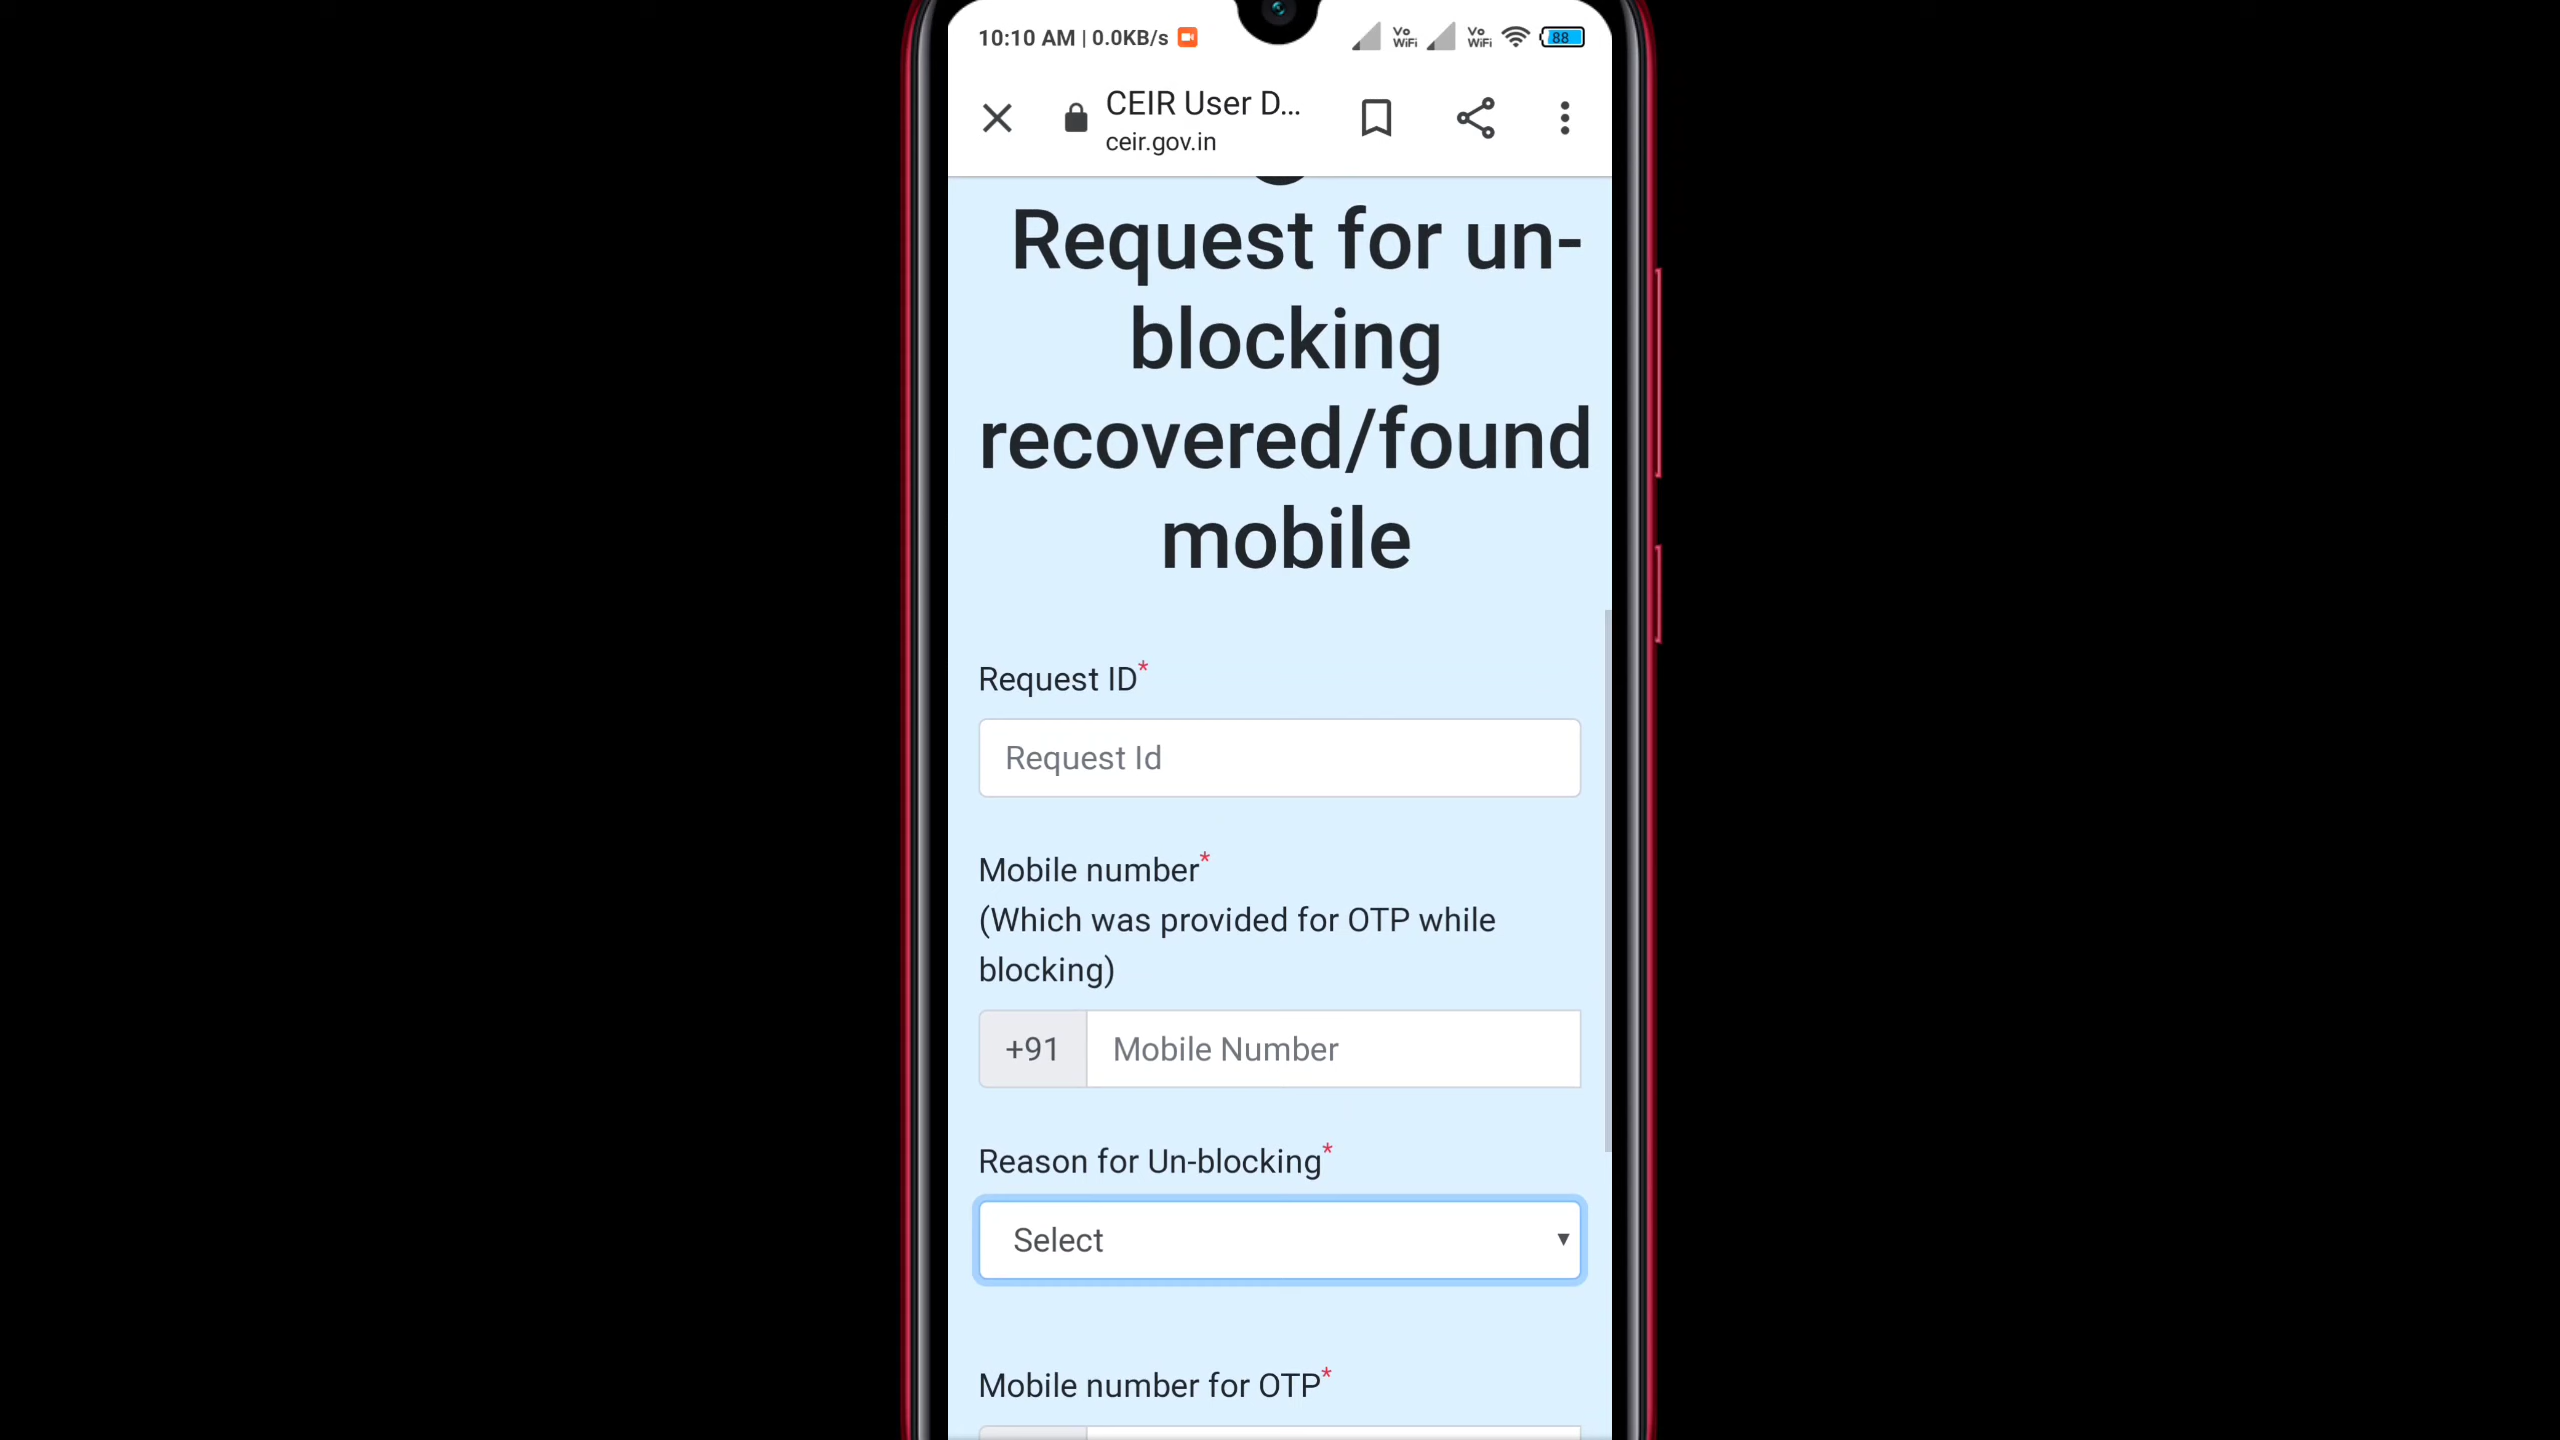 10:10 AM | 0.0KB/s
Vo WiFi
Vo WiFi
88
CEIR User D...
ceir.gov.in
Request for un-
blocking
recovered/found
mobile
Request ID*
Request Id
Mobile number*
(Which was provided for OTP while
blocking)
+91 Mobile Number
Reason for Un-blocking*
Select
Mobile number for OTP*